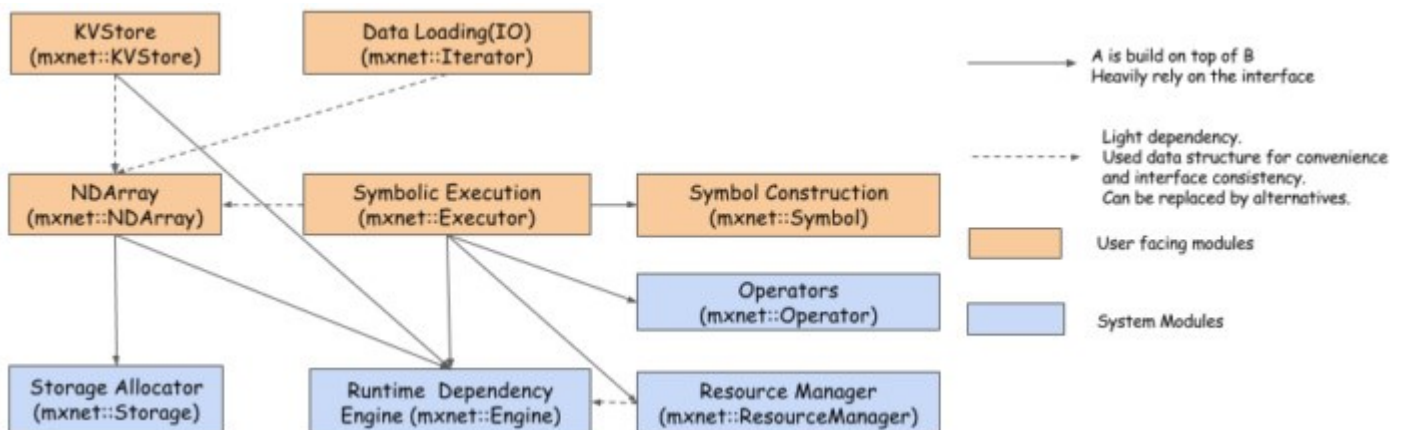 KVStore
(mxnet::KVStore)
Data Loading(IO)
(mxnet::Iterator)
A is build on top of B
Heavily rely on the interface
Light dependency.
Used data structure for convenience
and interface consistency.
Can be replaced by alternatives.
NDArray
(mxnet::NDArray)
Symbolic Execution
(mxnet::Executor)
Symbol Construction
(mxnet::Symbol)
User facing modules
Operators
(mxnet::Operator)
System Modules
Storage Allocator
(mxnet::Storage)
Runtime Dependency
Engine (mxnet::Engine)
Resource Manager
(mxnet::ResourceManager)